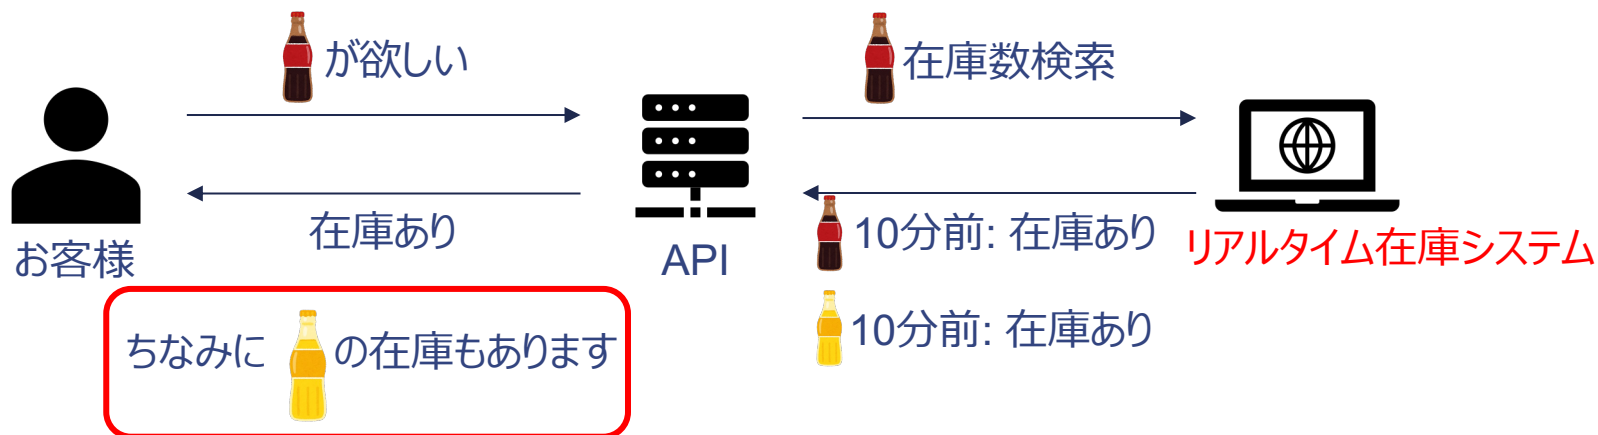 が欲しい
在庫数検索
在庫あり
お客様
API
10分前: 在庫あり
リアルタイム在庫システム
10分前: 在庫あり
ちなみに の在庫もあります